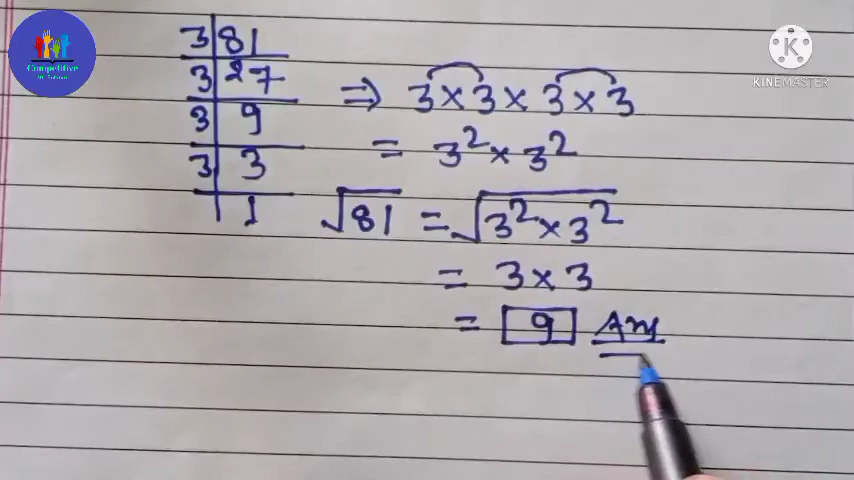 3 81
3 27
3 9
3 3
1
⇒ 3 × 3 × 3 × 3
= 3² × 3²
√81 = √3² × 3²
= 3 × 3
= 9 Ans
Competitive
KINEMASTER